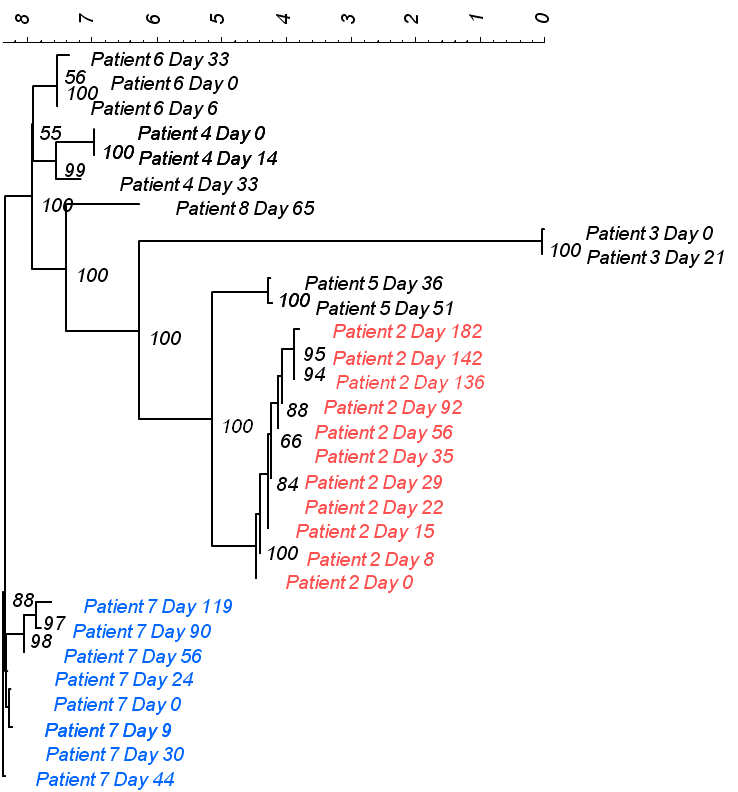 8 7 6 5 4 3 2 1 0
Patient 6 Day 33
56
Patient 6 Day 0
100
Patient 6 Day 6
55
Patient 4 Day 0
100
Patient 4 Day 14
99
Patient 4 Day 33
100
Patient 8 Day 65
Patient 3 Day 0
100
Patient 3 Day 21
100
Patient 5 Day 36
100
Patient 5 Day 51
Patient 2 Day 182
100
95
Patient 2 Day 142
94
Patient 2 Day 136
88
Patient 2 Day 92
100
Patient 2 Day 56
66
Patient 2 Day 35
84
Patient 2 Day 29
Patient 2 Day 22
Patient 2 Day 15
100
Patient 2 Day 8
Patient 2 Day 0
88
Patient 7 Day 119
97
Patient 7 Day 90
98
Patient 7 Day 56
Patient 7 Day 24
Patient 7 Day 0
Patient 7 Day 9
Patient 7 Day 30
Patient 7 Day 44